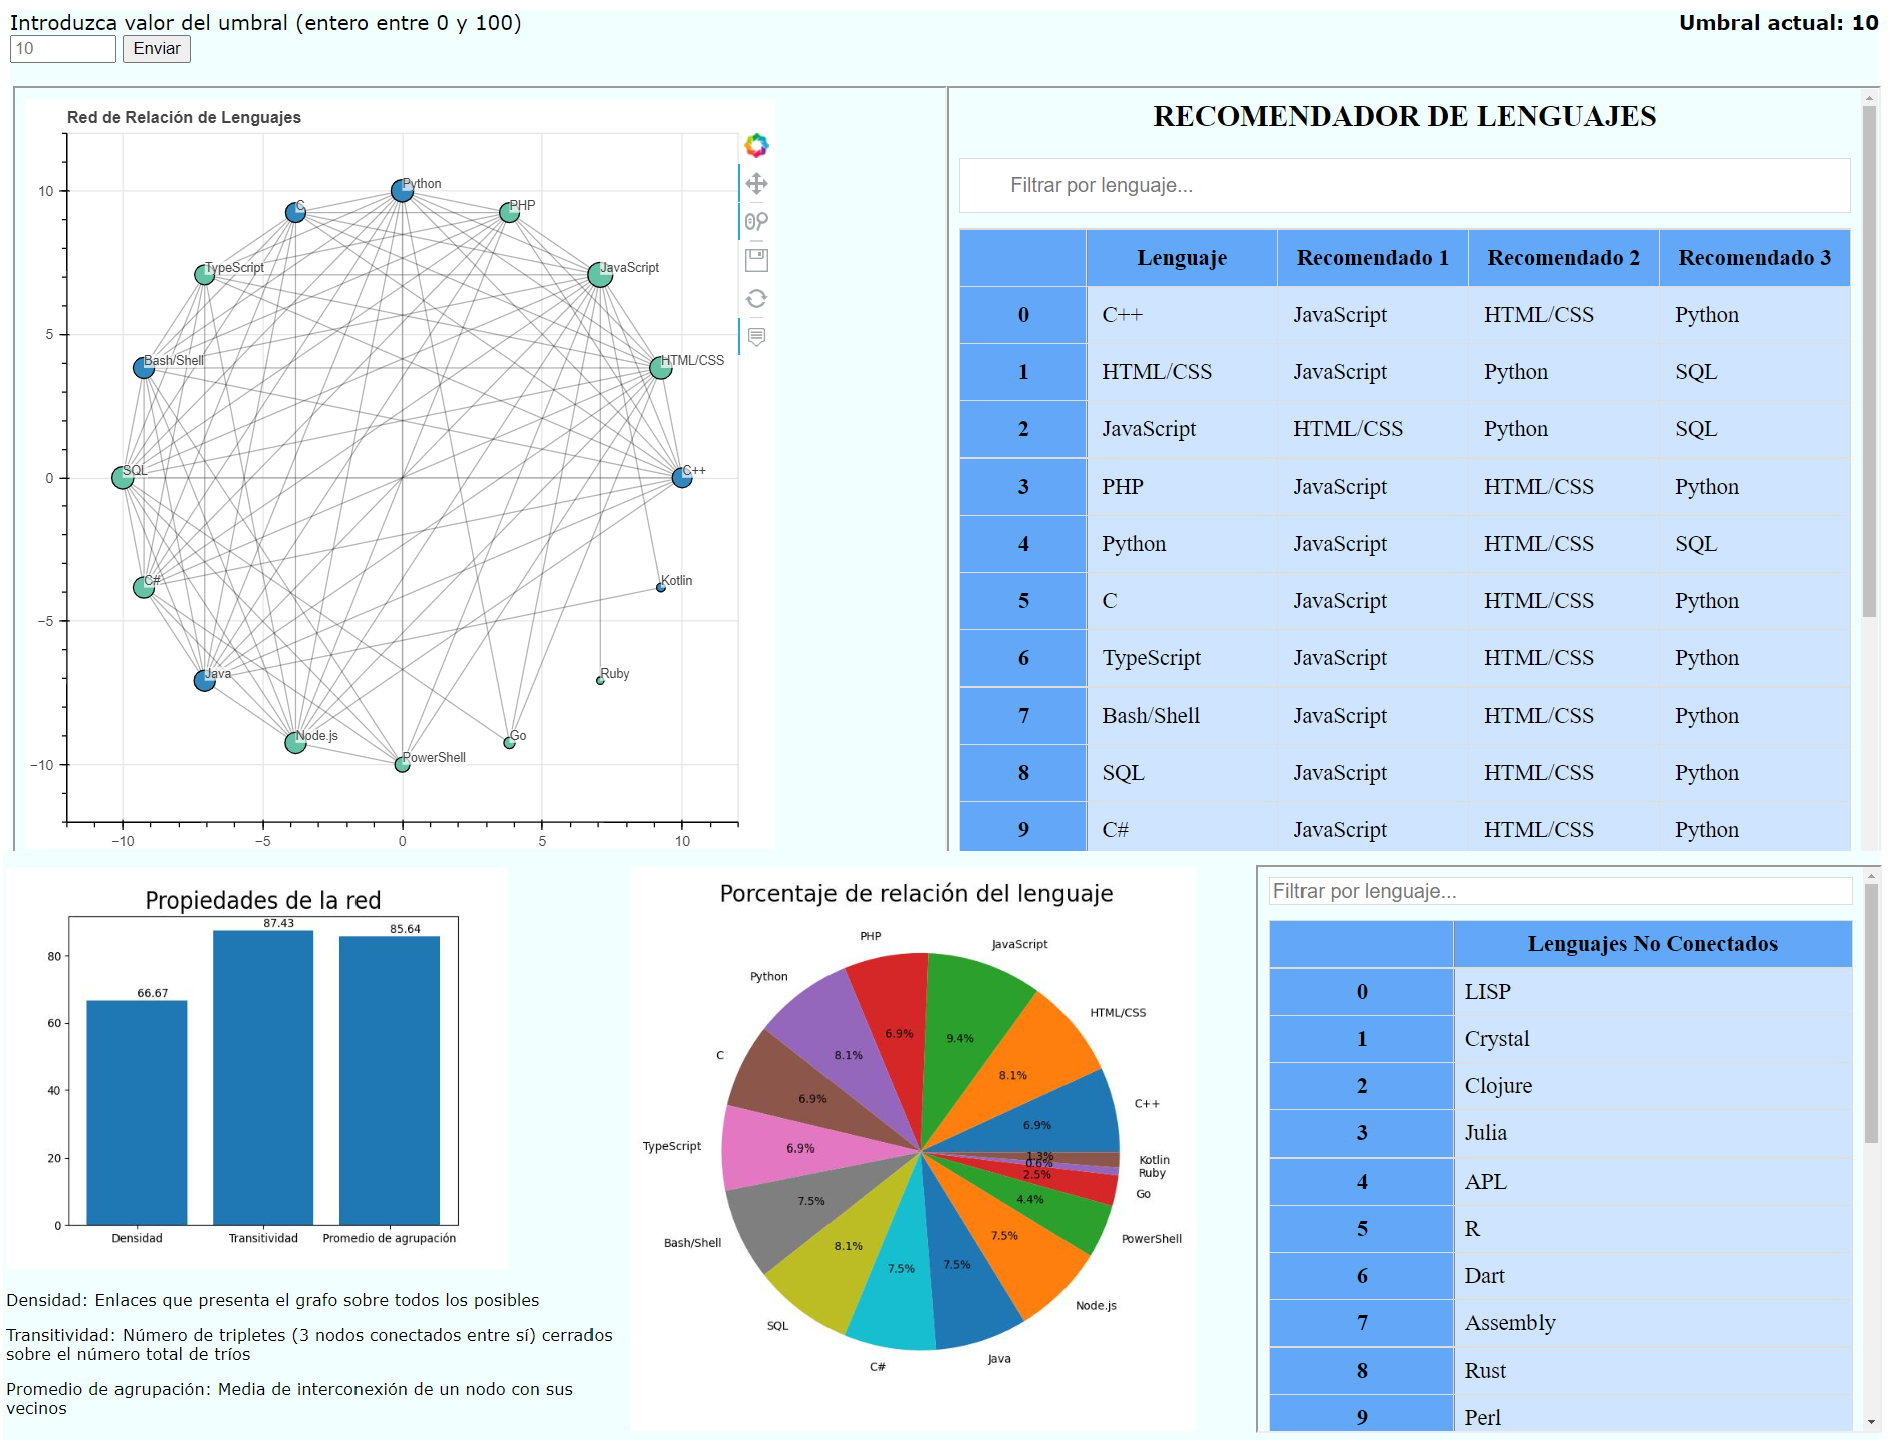 Introduzca valor del umbral (entero entre 0 y 100)
Umbral actual: 10
10 Enviar
Red de Relación de Lenguajes
10
5
0
−5
−10
−10 −5 0 5 10
Python
C
PHP
TypeScript
JavaScript
Bash/Shell
HTML/CSS
SQL
C++
C#
Kotlin
Java
Ruby
Node.js
Go
PowerShell
RECOMENDADOR DE LENGUAJES
Filtrar por lenguaje...
Lenguaje Recomendado 1 Recomendado 2 Recomendado 3
0 C++ JavaScript HTML/CSS Python
1 HTML/CSS JavaScript Python SQL
2 JavaScript HTML/CSS Python SQL
3 PHP JavaScript HTML/CSS Python
4 Python JavaScript HTML/CSS SQL
5 C JavaScript HTML/CSS Python
6 TypeScript JavaScript HTML/CSS Python
7 Bash/Shell JavaScript HTML/CSS Python
8 SQL JavaScript HTML/CSS Python
9 C# JavaScript HTML/CSS Python
Propiedades de la red
80
60
40
20
0
66.67
87.43
85.64
Densidad Transitividad Promedio de agrupación
Densidad: Enlaces que presenta el grafo sobre todos los posibles
Transitividad: Número de tripletes (3 nodos conectados entre sí) cerrados
sobre el número total de tríos
Promedio de agrupación: Media de interconexión de un nodo con sus
vecinos
Porcentaje de relación del lenguaje
PHP 6.9%
JavaScript 9.4%
Python 8.1%
HTML/CSS 8.1%
C 6.9%
C++ 6.9%
TypeScript 6.9%
Kotlin 1.3%
Ruby 0.6%
Go 2.5%
PowerShell 4.4%
Bash/Shell 7.5%
Node.js 7.5%
SQL 8.1%
C# 7.5%
Java 7.5%
Filtrar por lenguaje...
Lenguajes No Conectados
0 LISP
1 Crystal
2 Clojure
3 Julia
4 APL
5 R
6 Dart
7 Assembly
8 Rust
9 Perl